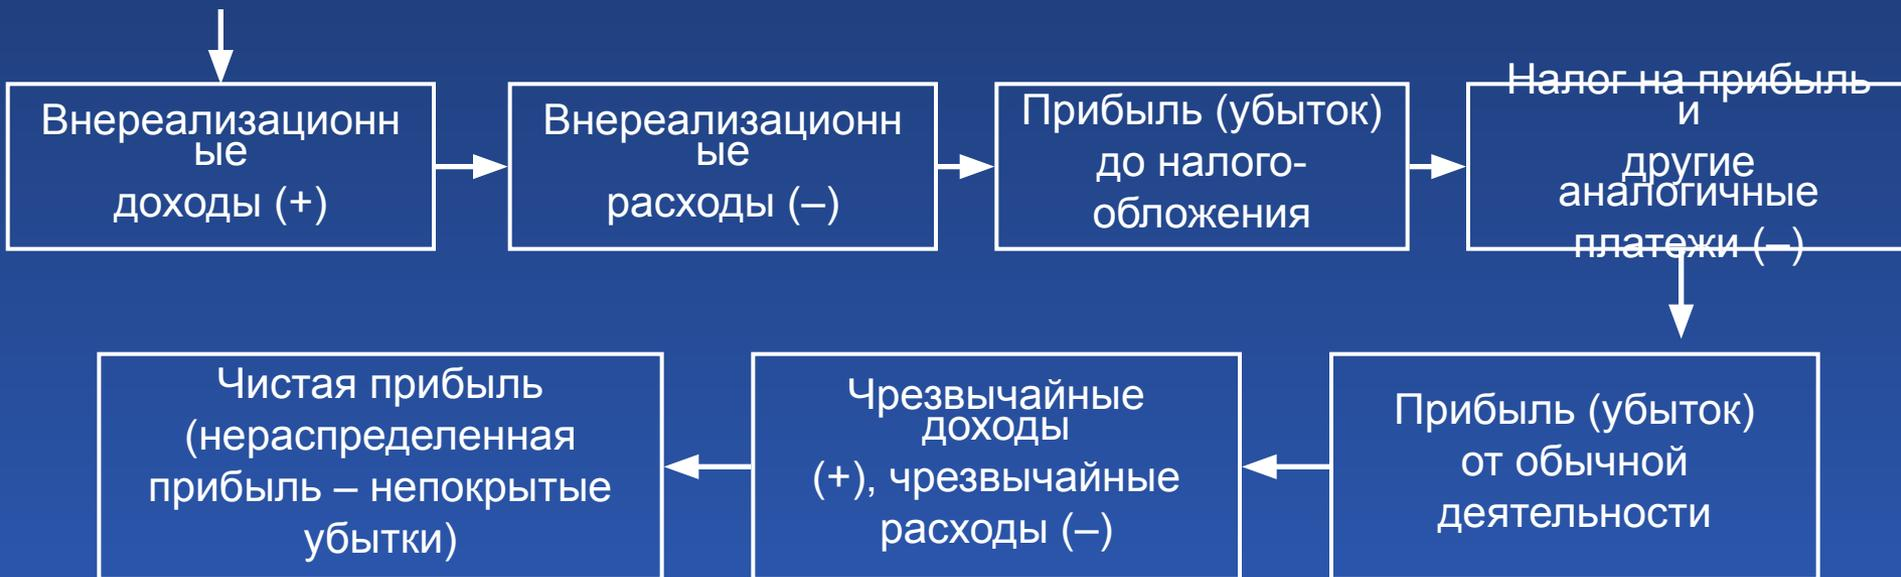 Внереализационн
ые
доходы (+)
Внереализационн
ые
расходы (–)
Прибыль (убыток)
до налого-
обложения
Налог на прибыль
и
другие
аналогичные
платежи (–)
Чистая прибыль
(нераспределенная
прибыль – непокрытые
убытки)
Чрезвычайные
доходы
(+), чрезвычайные
расходы (–)
Прибыль (убыток)
от обычной
деятельности